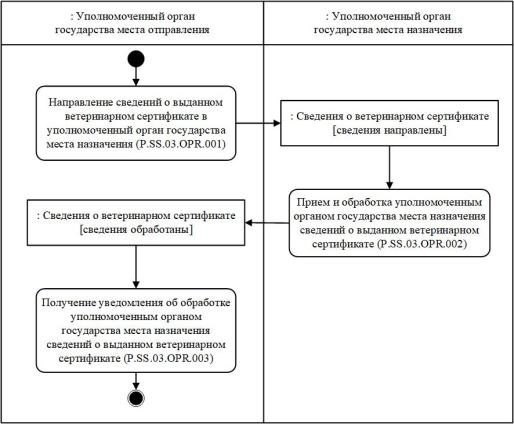 : Уполномоченный орган
государства места отправления
: Уполномоченный орган
государства места назначения
Направление сведений о выданном
ветеринарном сертификате в
уполномоченный орган государства
места назначения (P.SS.03.OPR.001)
: Сведения о ветеринарном сертификате
[сведения направлены]
Прием и обработка уполномоченным
органом государства места назначения
сведений о выданном ветеринарном
сертификате (P.SS.03.OPR.002)
: Сведения о ветеринарном сертификате
[сведения обработаны]
Получение уведомления об обработке
уполномоченным органом
государства места назначения
сведений о выданном ветеринарном
сертификате (P.SS.03.OPR.003)